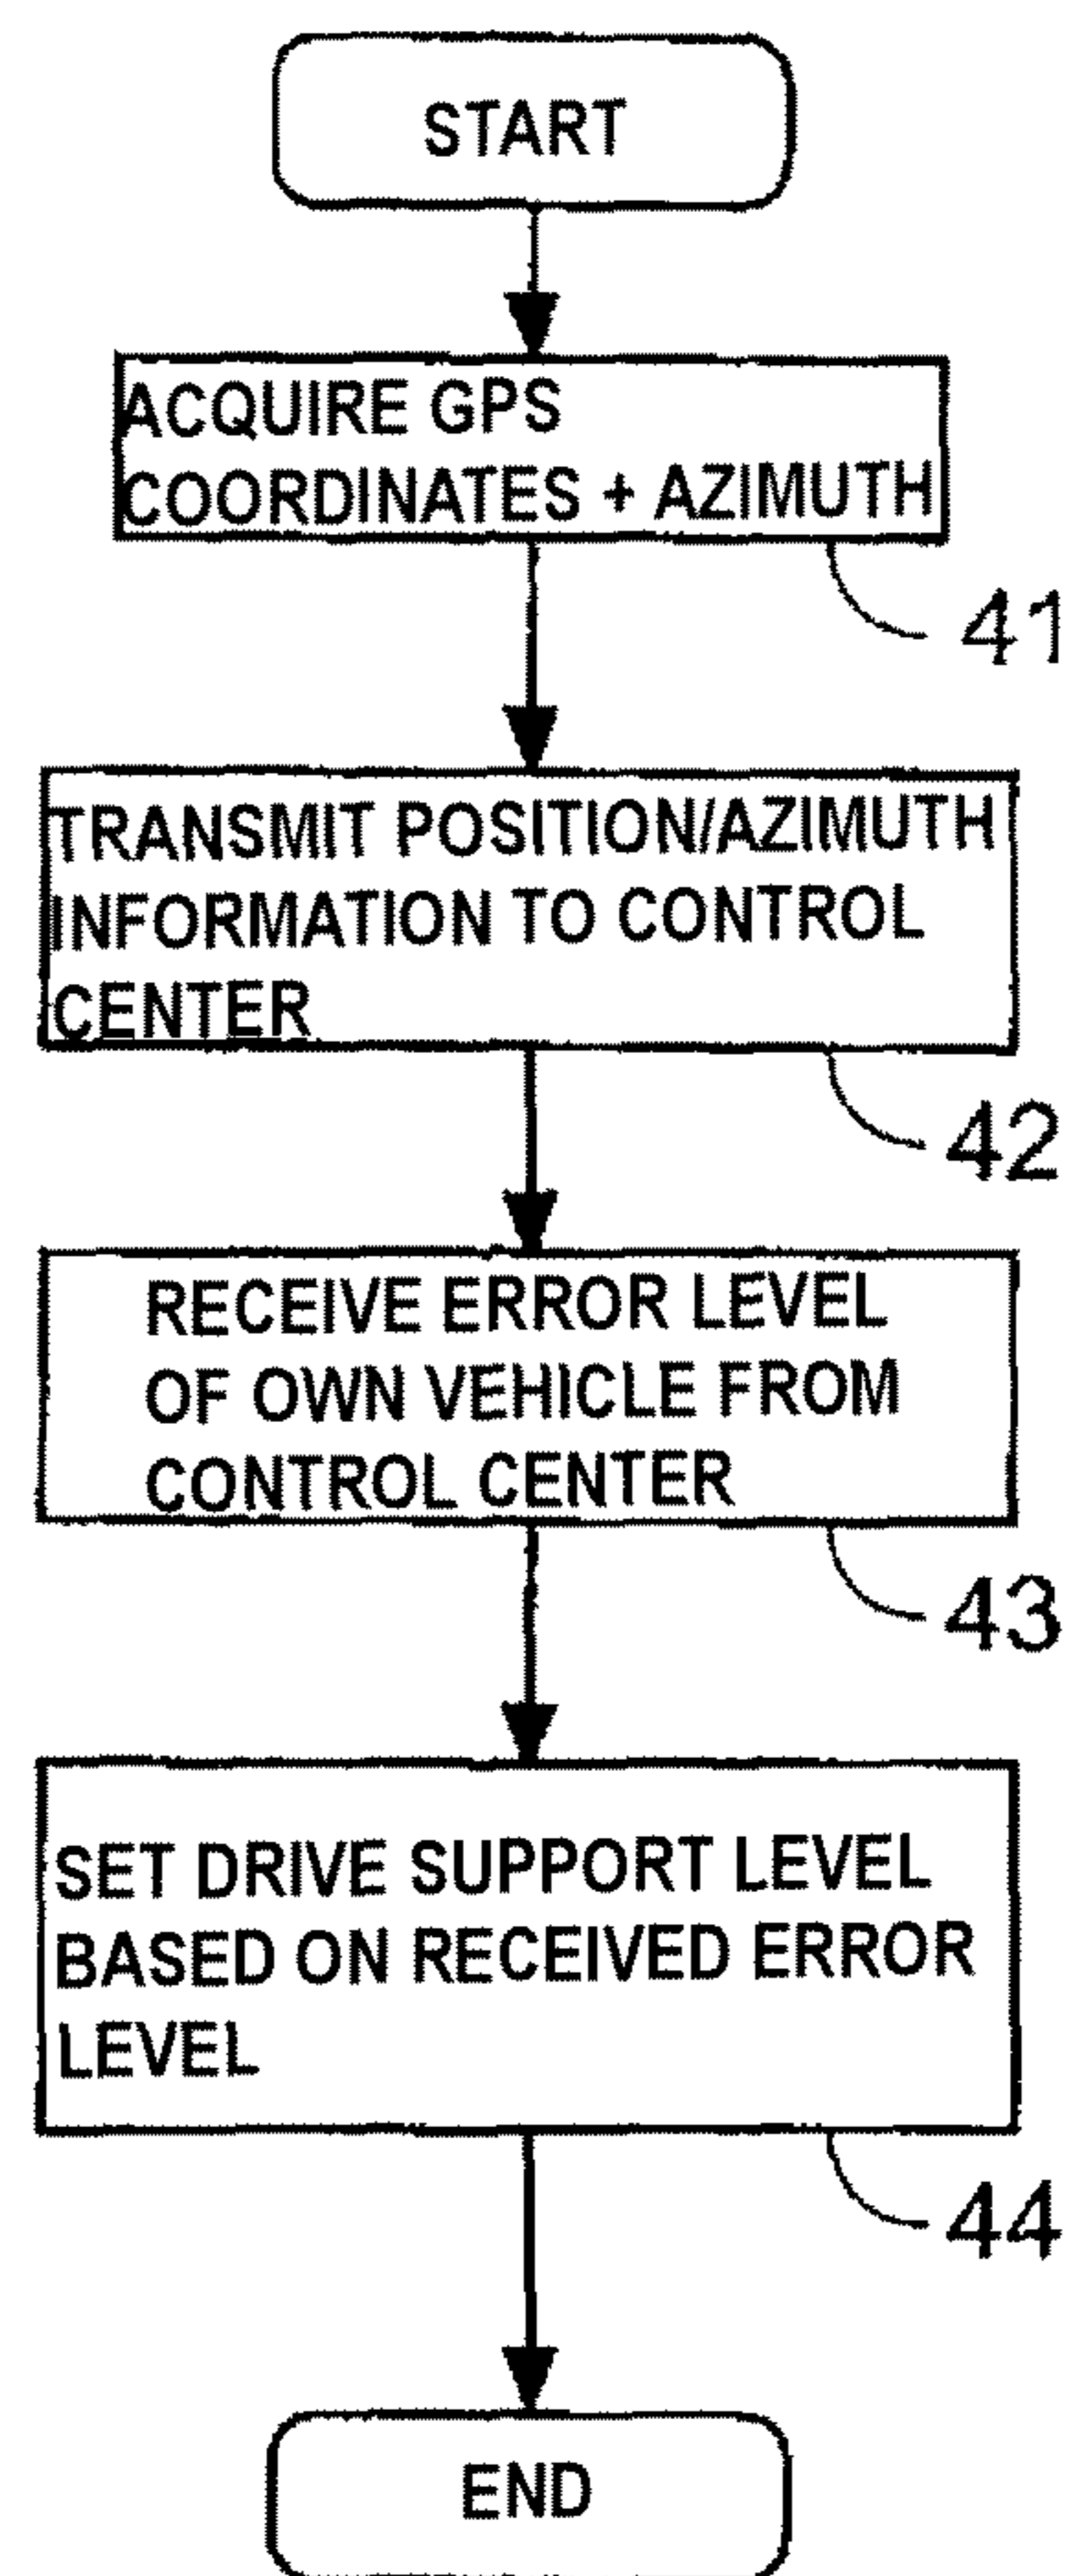 START
ACQUIRE GPS
COORDINATES + AZIMUTH
41
TRANSMIT POSITION/AZIMUTH
INFORMATION TO CONTROL
CENTER
42
RECEIVE ERROR LEVEL
OF OWN VEHICLE FROM
CONTROL CENTER
43
SET DRIVE SUPPORT LEVEL
BASED ON RECEIVED ERROR
LEVEL
44
END